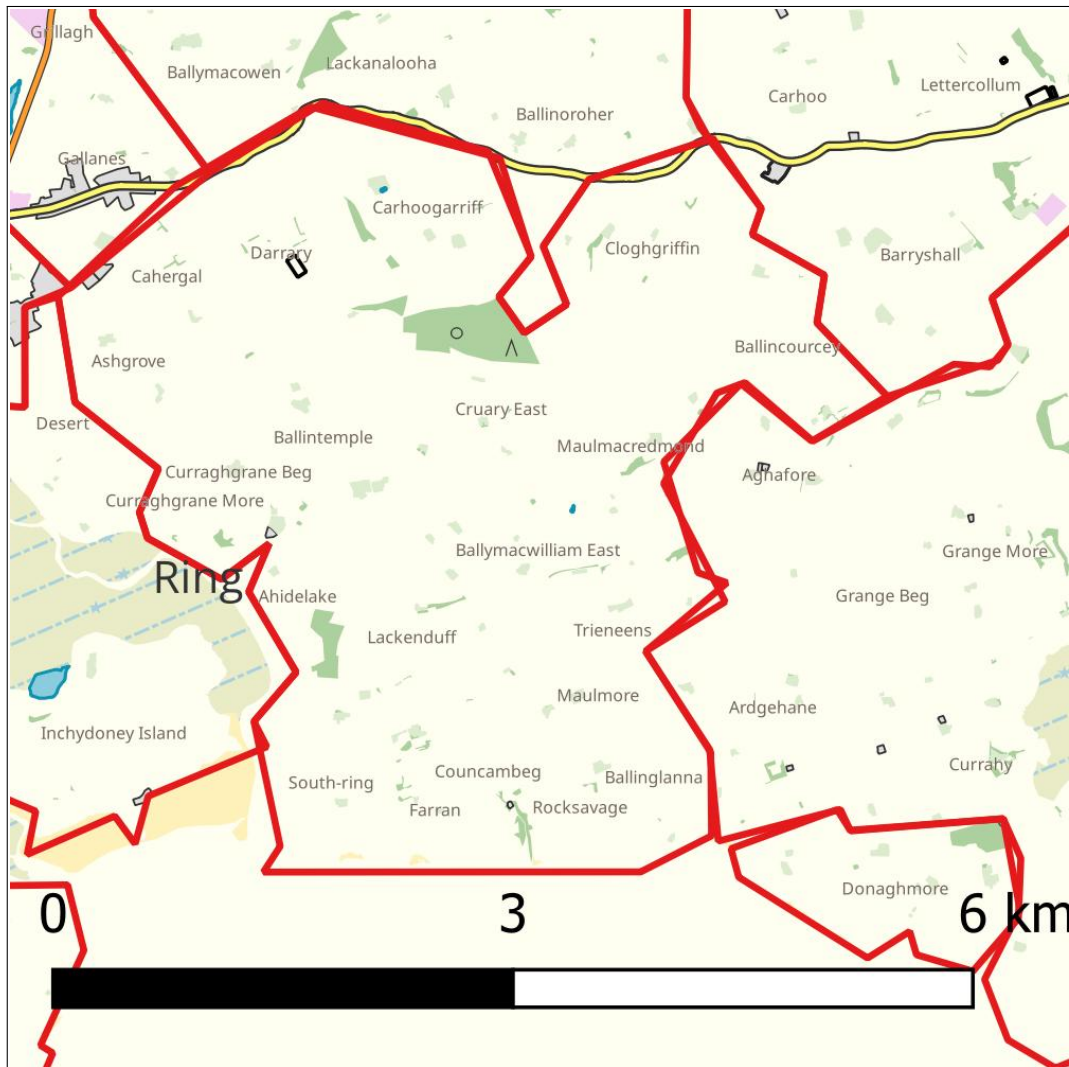 Grillagh
Ballymacowen
Lackanalooha
Ballinoroher
Carhoo
Lettercollum
Gallanes
Carhoogarriff
Darrary
Cahergal
Cloghgriffin
Barryshall
Ashgrove
Ballincourcey
Desert
Cruary East
Ballintemple
Maulmacredmond
Curraghgrane Beg
Aghafore
Curraghgrane More
Ballymacwilliam East
Grange More
Ring
Ahidelake
Grange Beg
Lackenduff
Trieneens
Maulmore
Ardgehane
Inchydoney Island
South-ring
Councambeg
Ballinglanna
Currahy
Farran
Rocksavage
Donaghmore
0 3 6 km